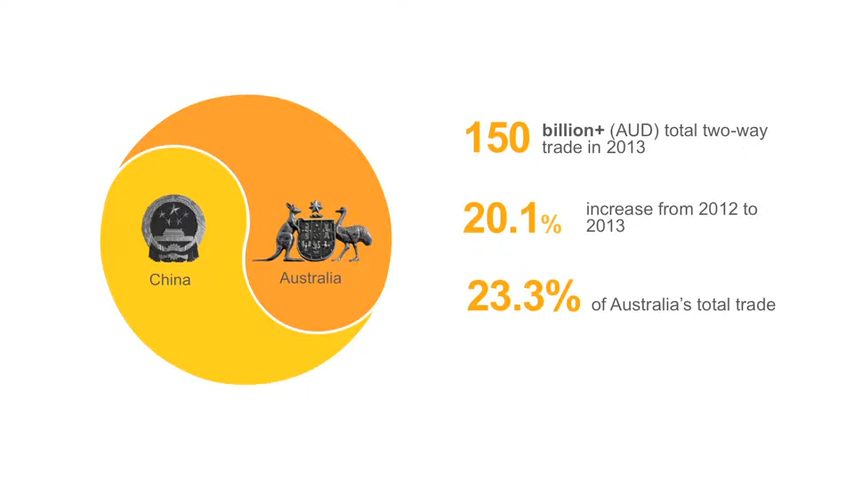 150 billion+ (AUD) total two-way
trade in 2013
20.1% increase from 2012 to
2013
China
Australia
23.3% of Australia's total trade